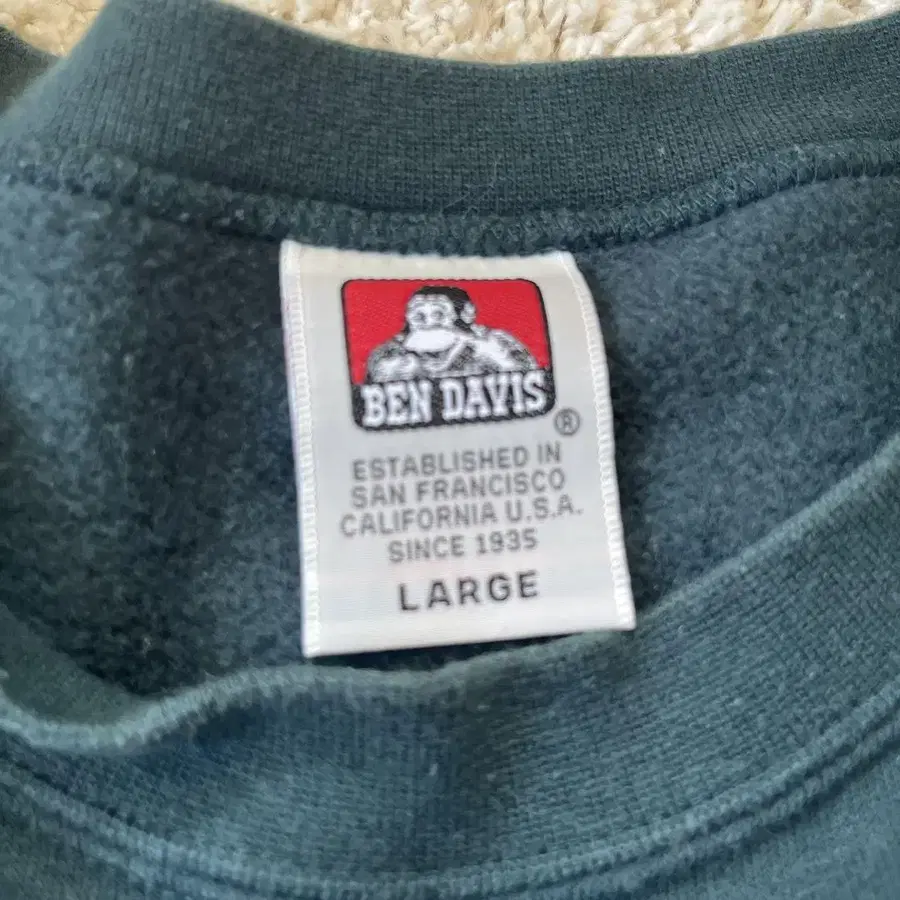 BEN DAVIS
®
ESTABLISHED IN
SAN FRANCISCO
CALIFORNIA U.S.A.
SINCE 1935
LARGE